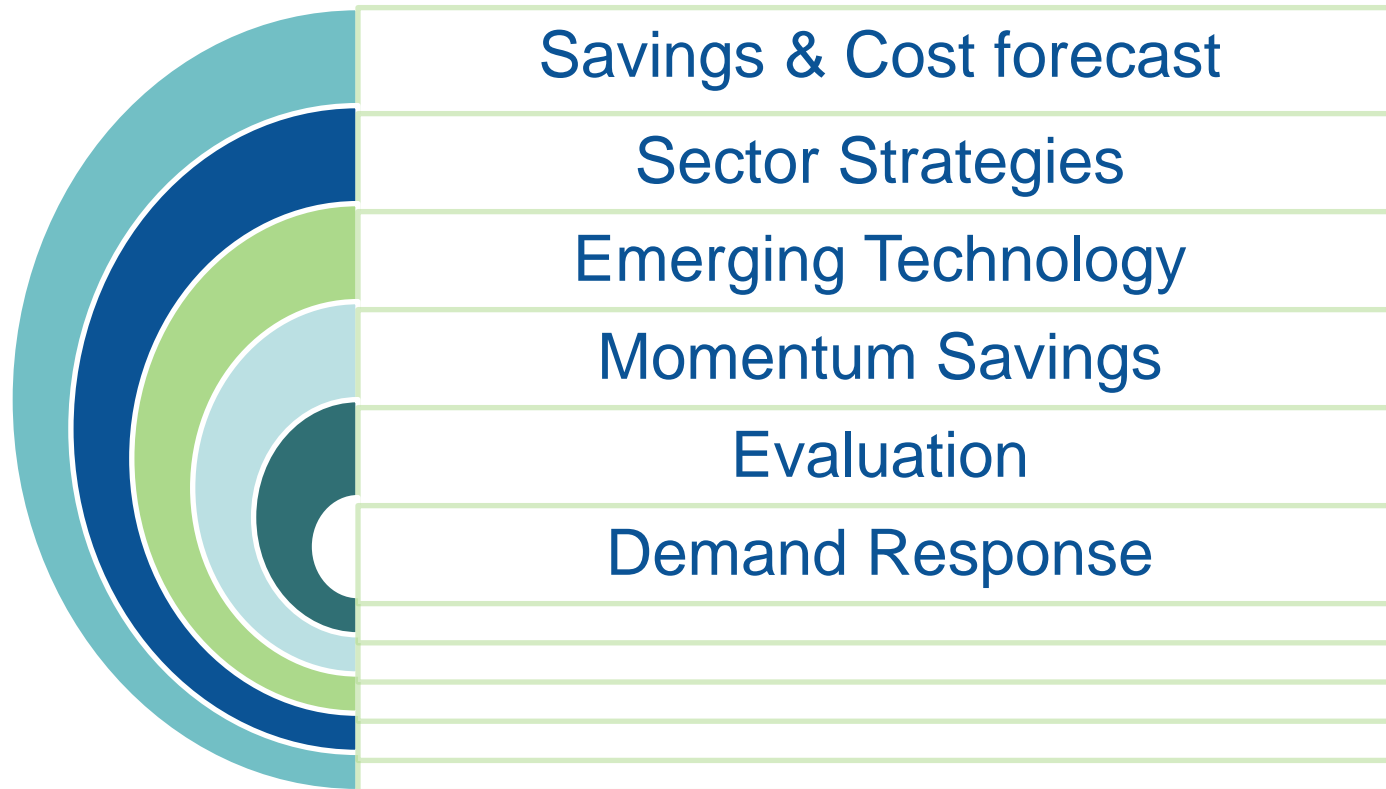 Savings & Cost forecast
Sector Strategies
Emerging Technology
Momentum Savings
Evaluation
Demand Response